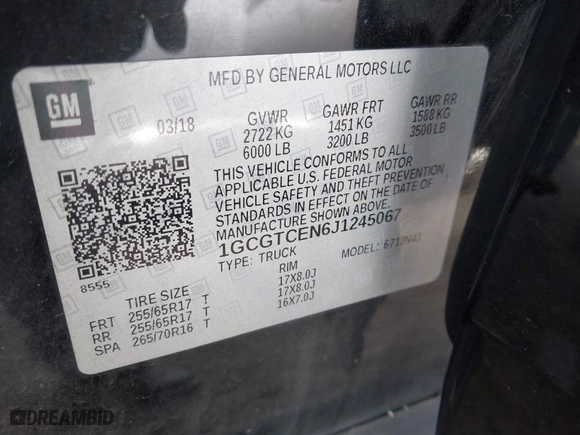 MFD BY GENERAL MOTORS LLC
GM
03/18
GVWR GAWR FRT GAWR RR
2722 KG 1451 KG 1588 KG
6000 LB 3200 LB 3500 LB
THIS VEHICLE CONFORMS TO ALL
APPLICABLE U.S. FEDERAL MOTOR
VEHICLE SAFETY AND THEFT PREVENTION
STANDARDS IN EFFECT ON THE DATE OF
MANUFACTURE SHOWN ABOVE.
1GCGTCEN6J1245067
TYPE: TRUCK MODEL: 6712N43
8555
TIRE SIZE RIM
FRT 255/65R17 T 17X8.0J
RR 255/65R17 T 17X8.0J
SPA 265/70R16 T 16X7.0J
DREAMBID